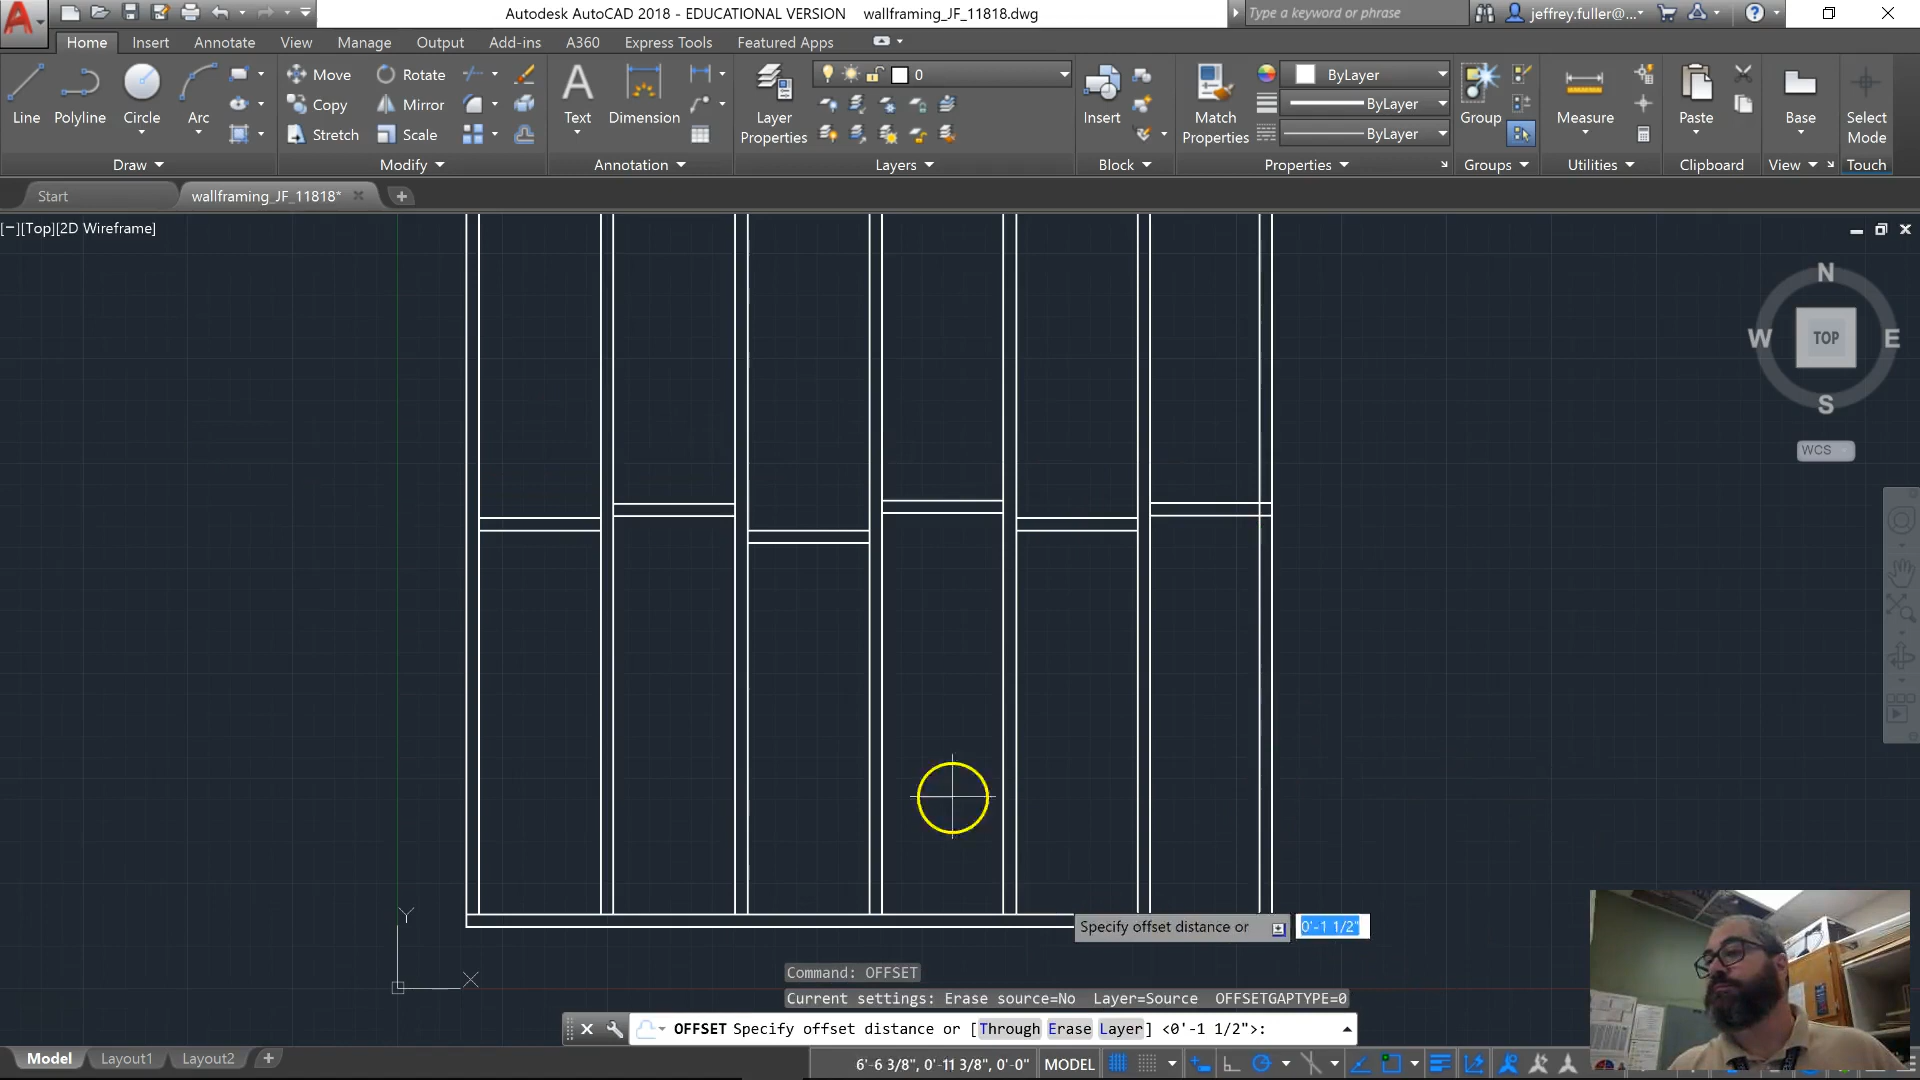 Autodesk AutoCAD 2018 - EDUCATIONAL VERSION wallframing_JF_11818.dwg
Type a keyword or phrase
jeffrey.fuller@...
Home Insert Annotate View Manage Output Add-ins A360 Express Tools Featured Apps
Line Polyline Circle Arc
Move Rotate
Copy Mirror
Stretch Scale
Text Dimension
Layer Properties
0
Insert
Match Properties
ByLayer
ByLayer
ByLayer
Group
Measure
Paste
Base
Select Mode
Draw Modify Annotation Layers Block Properties Groups Utilities Clipboard View Touch
Start wallframing_JF_11818*
[−][Top][2D Wireframe]
N
W TOP E
S
WCS
Y
X
Specify offset distance or 0'-1 1/2"
Command: OFFSET
Current settings: Erase source=No Layer=Source OFFSETGAPTYPE=0
OFFSET Specify offset distance or [Through Erase Layer] <0'-1 1/2">:
Model Layout1 Layout2 +
6'-6 3/8", 0'-11 3/8", 0'-0" MODEL